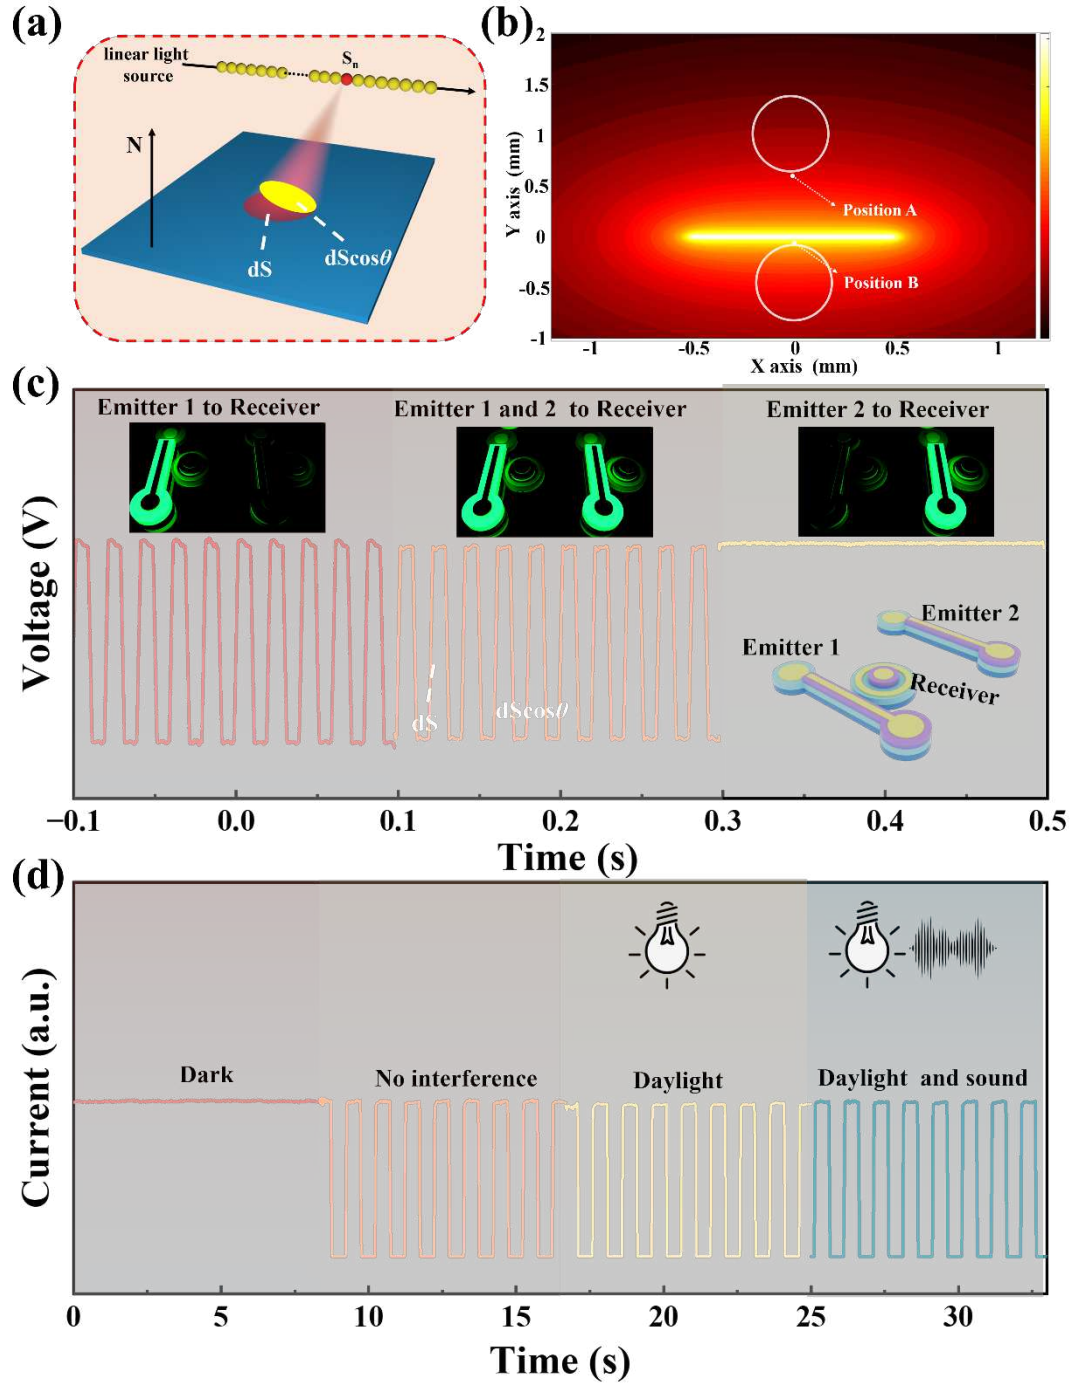 (a)
linear light
source
Sn
N
dS
dScosθ
(b)
2
1.5
1
0.5
0
-0.5
-1
Y axis (mm)
Position A
Position B
-1
-0.5
0
0.5
1
X axis (mm)
(c)
Emitter 1 to Receiver
Emitter 1 and 2 to Receiver
Emitter 2 to Receiver
Voltage (V)
dS
dScosθ
Emitter 1
Emitter 2
Receiver
−0.1
0.0
0.1
0.2
0.3
0.4
0.5
Time (s)
(d)
Current (a.u.)
Dark
No interference
Daylight
Daylight and sound
0
5
10
15
20
25
30
Time (s)